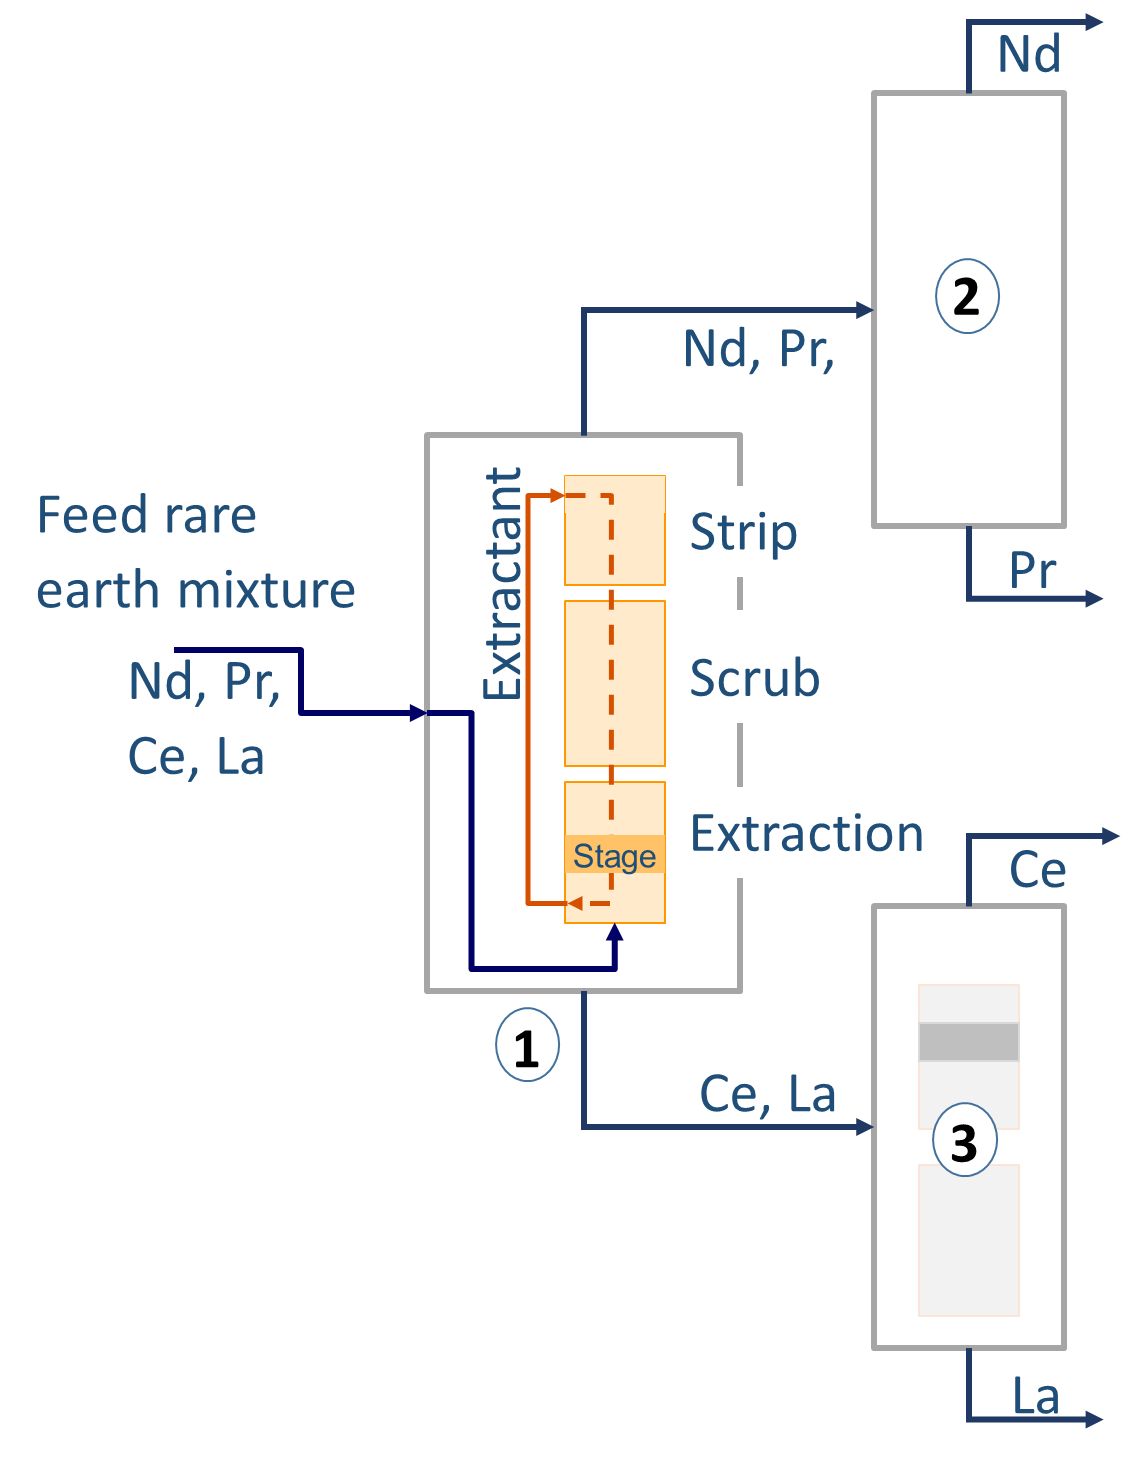 Nd
2
Nd, Pr,
Extractant
Strip
Feed rare
earth mixture
Pr
Scrub
Nd, Pr,
Ce, La
Extraction
Stage
Ce
1
Ce, La
3
La